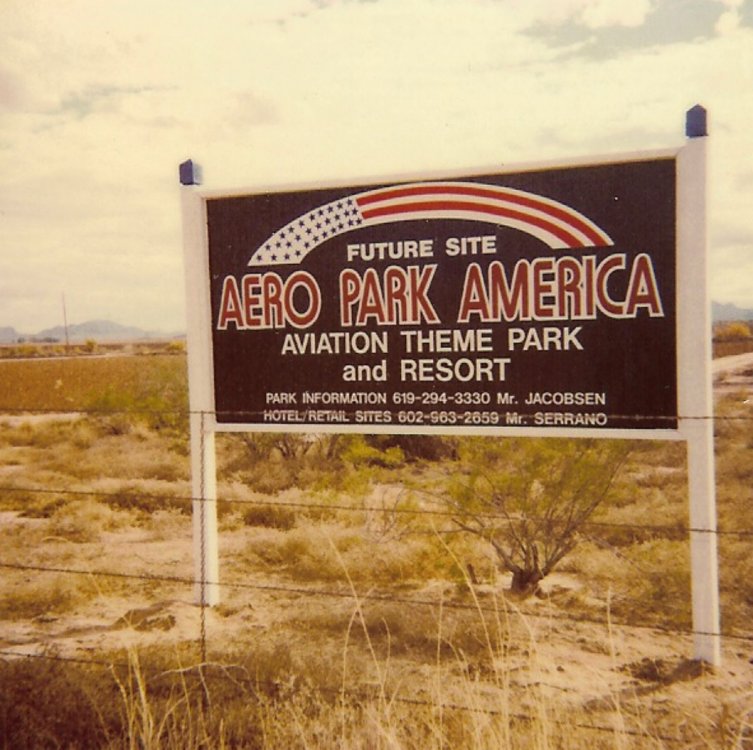 FUTURE SITE
AERO PARK AMERICA
AVIATION THEME PARK
and RESORT
PARK INFORMATION 619-294-3330 Mr. JACOBSEN
HOTEL/RETAIL SITES 602-963-2659 Mr. SERRANO